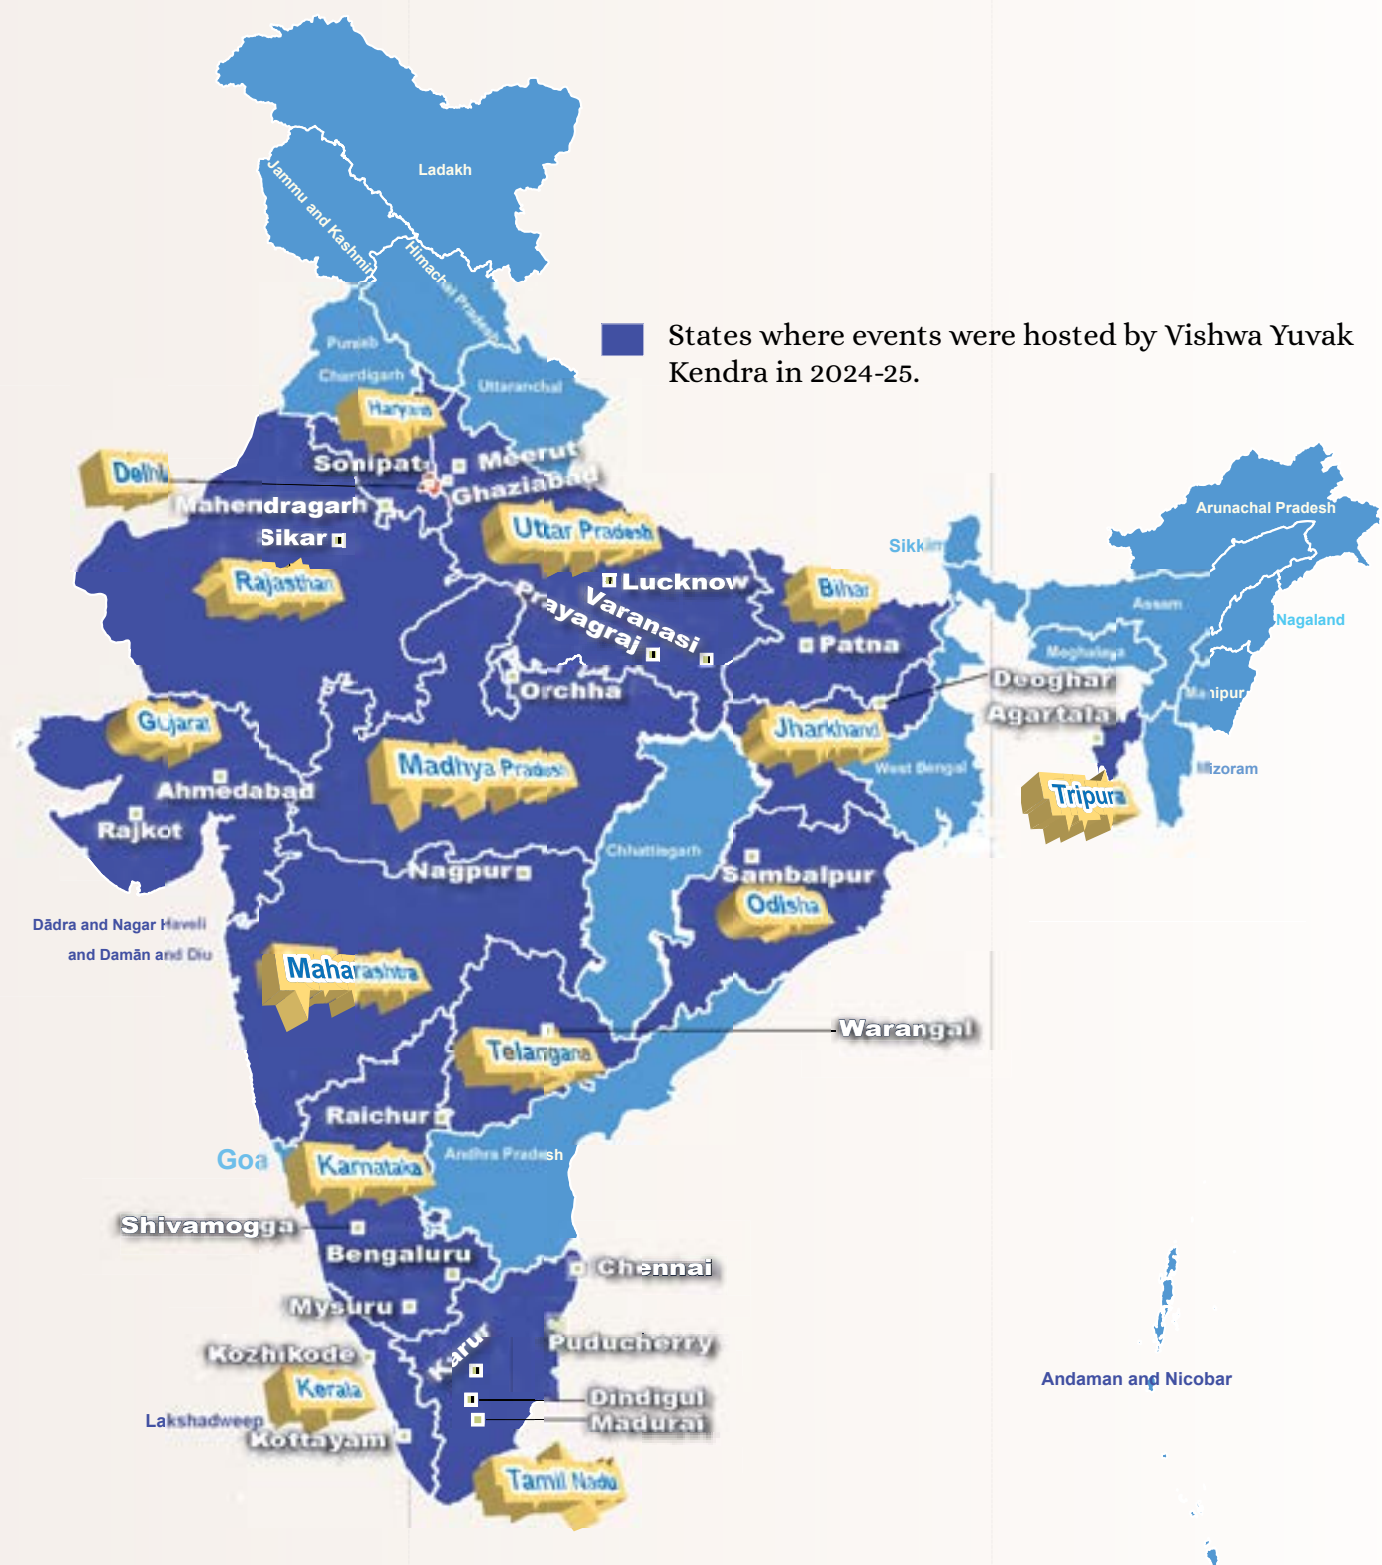 Ladakh
Jammu and Kashmir
Himachal Pradesh
States where events were hosted by Vishwa Yuvak
Kendra in 2024-25.
Punjab
Chandigarh
Uttaranchal
Haryana
Sonipat
Meerut
Delhi
Ghaziabad
Mahendragarh
Arunachal Pradesh
Uttar Pradesh
Sikar
Sikkim
Rajasthan
Lucknow
Bihar
Assam
Prayagraj
Varanasi
Nagaland
Patna
Meghalaya
Deoghar
Orchha
Manipur
Agartala
Gujarat
Jharkhand
Madhya Pradesh
West Bengal
Mizoram
Ahmedabad
Tripura
Rajkot
Chhattisgarh
Nagpur
Sambalpur
Odisha
Dādra and Nagar Haveli
and Damān and Diu
Maharashtra
Warangal
Telangana
Raichur
Goa
Andhra Pradesh
Karnataka
Shivamogga
Bengaluru
Chennai
Mysuru
Puducherry
Karur
Kozhikode
Andaman and Nicobar
Kerala
Dindigul
Lakshadweep
Madurai
Kottayam
Tamil Nadu